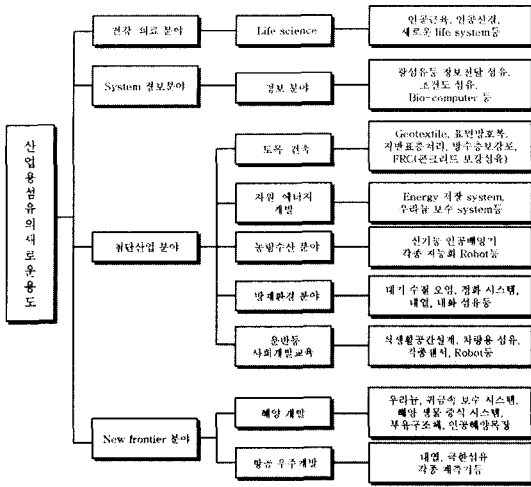 산업용섬유의새로운용도
건강 의료 분야
Life science
인공근육, 인공신경,
새로운 life system등
System 정보분야
정보 분야
광섬유등 정보전달 섬유,
초전도 섬유,
Bio-computer 등
첨단산업 분야
토목 건축
Geotextile, 표면방호복,
지반표층처리, 방수층보강포,
FRC(콘크리트 보강섬유)
자원 에너지
개발
Energy 저장 system,
우라늄 보수 system등
농림수산 분야
신기능 인공배양기
각종 지능화 Robot등
방재환경 분야
대기 수질 오염, 정화 시스템,
내열, 내화 섬유등
운반등
사회개발교육
의생활공간설계, 차량용 섬유,
각종센서, Robot등
New frontier 분야
해양 개발
우라늄, 귀금속 보수 시스템,
해양 생물 증식 시스템,
부유구조체, 인공해양목장
항공 우주개발
내열, 극한섬유
각종 계측기등